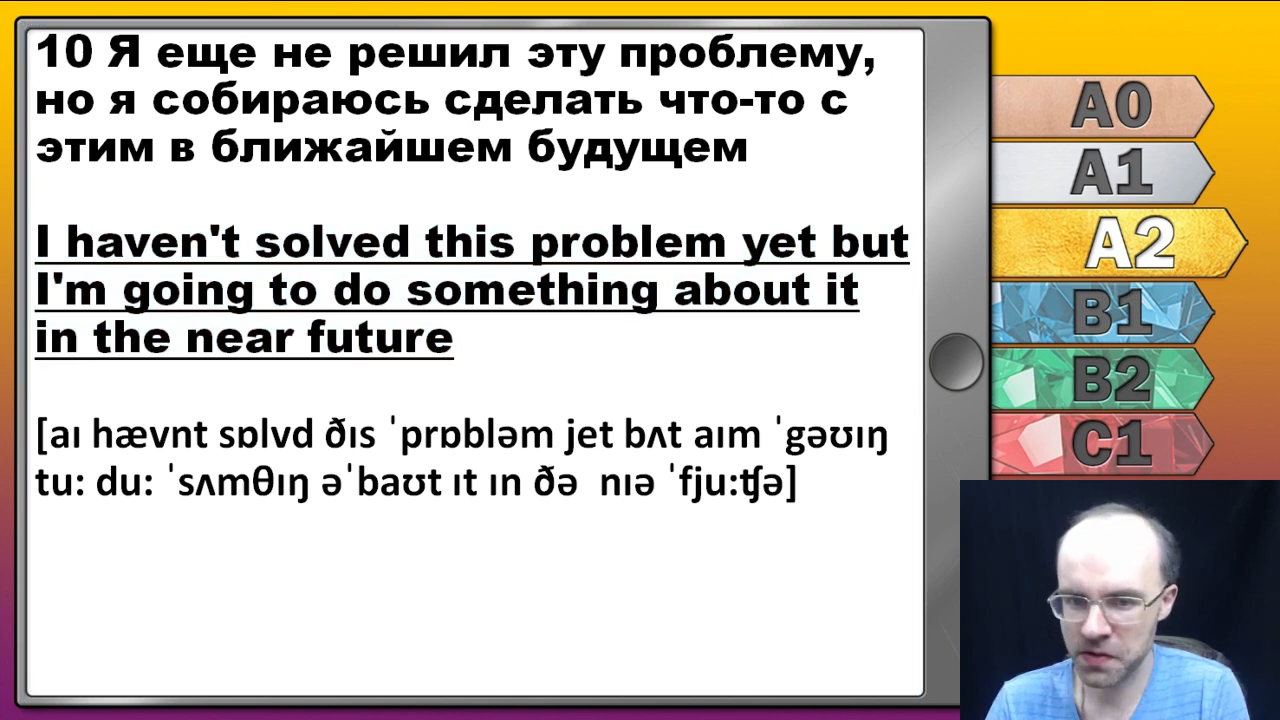 10 Я еще не решил эту проблему,
но я собираюсь сделать что-то с
этим в ближайшем будущем
I haven't solved this problem yet but
I'm going to do something about it
in the near future
[aɪ hævnt sɒlvd ðɪs ˈprɒbləm jet bʌt aɪm ˈgəʊɪŋ
tu: du: ˈsʌmθɪŋ əˈbaʊt ɪt ɪn ðə  nɪə ˈfju:ʧə]
A0
A1
A2
B1
B2
C1